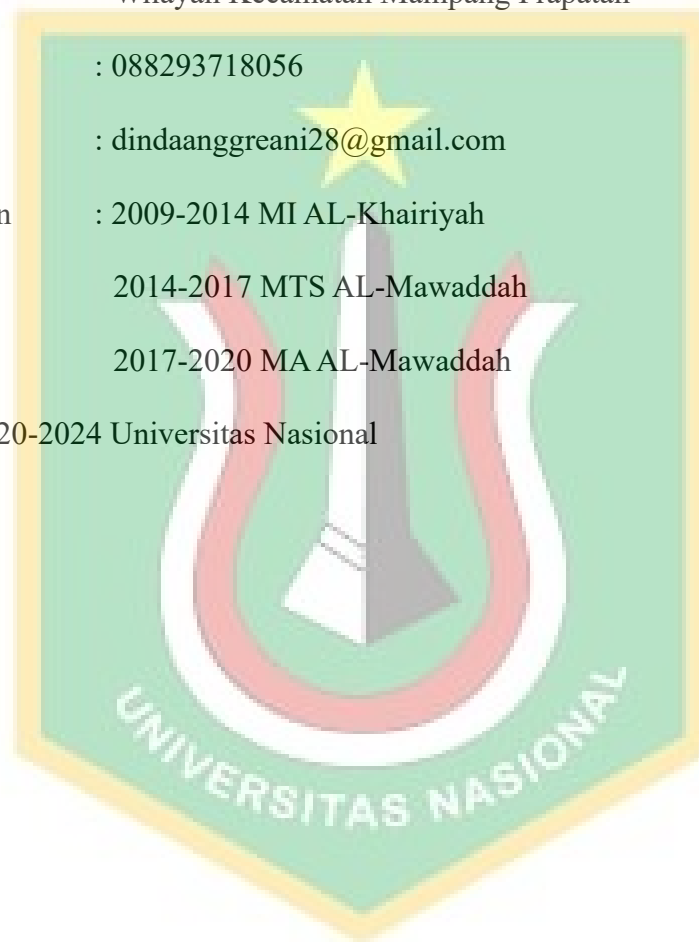 Wilayah Kecamatan Mampang Prapatan
: 088293718056
: dindaanggreani28@gmail.com
n : 2009-2014 MI AL-Khairiyah
2014-2017 MTS AL-Mawaddah
2017-2020 MA AL-Mawaddah
20-2024 Universitas Nasional
UNIVERSITAS NASIONAL